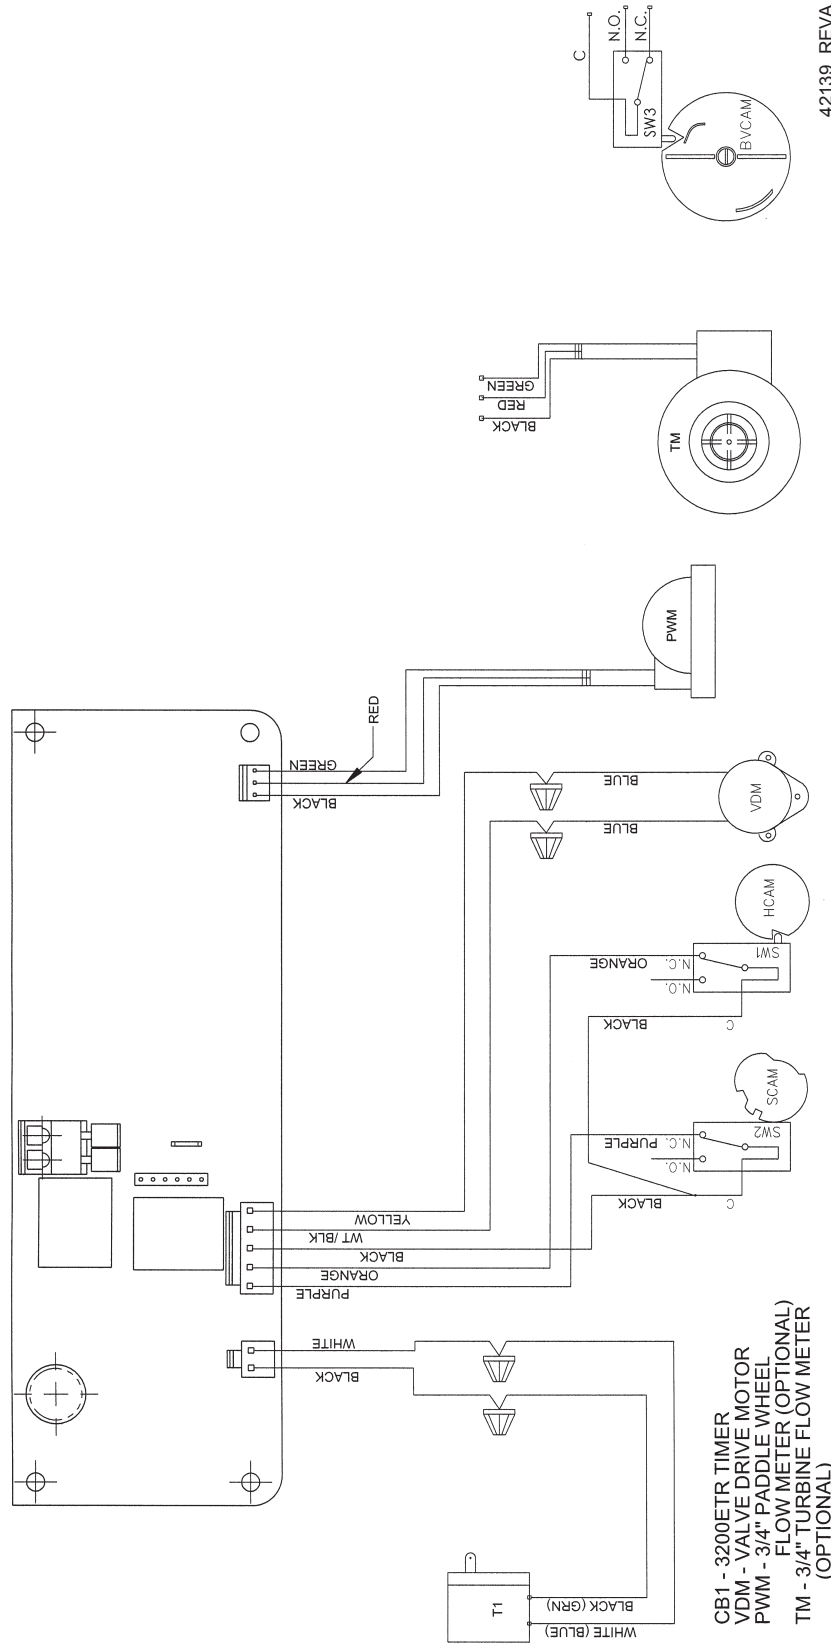 CB1 - 3200ETR TIMER
VDM - VALVE DRIVE MOTOR
PWM - 3/4" PADDLE WHEEL
FLOW METER (OPTIONAL)
TM - 3/4" TURBINE FLOW METER
(OPTIONAL)
T1
WHITE (BLUE)
BLACK (GRN)
BLACK
WHITE
PURPLE
ORANGE
BLACK
WT/BLK
YELLOW
BLACK
C
N.O.
N.C.
PURPLE
SW2
SCAM
BLACK
C
N.O.
N.C.
ORANGE
SW1
HCAM
BLUE
BLUE
VDM
BLACK
GREEN
RED
PWM
BLACK
RED
GREEN
TM
C
N.O.
N.C.
SW3
BVCAM
42139 REVA